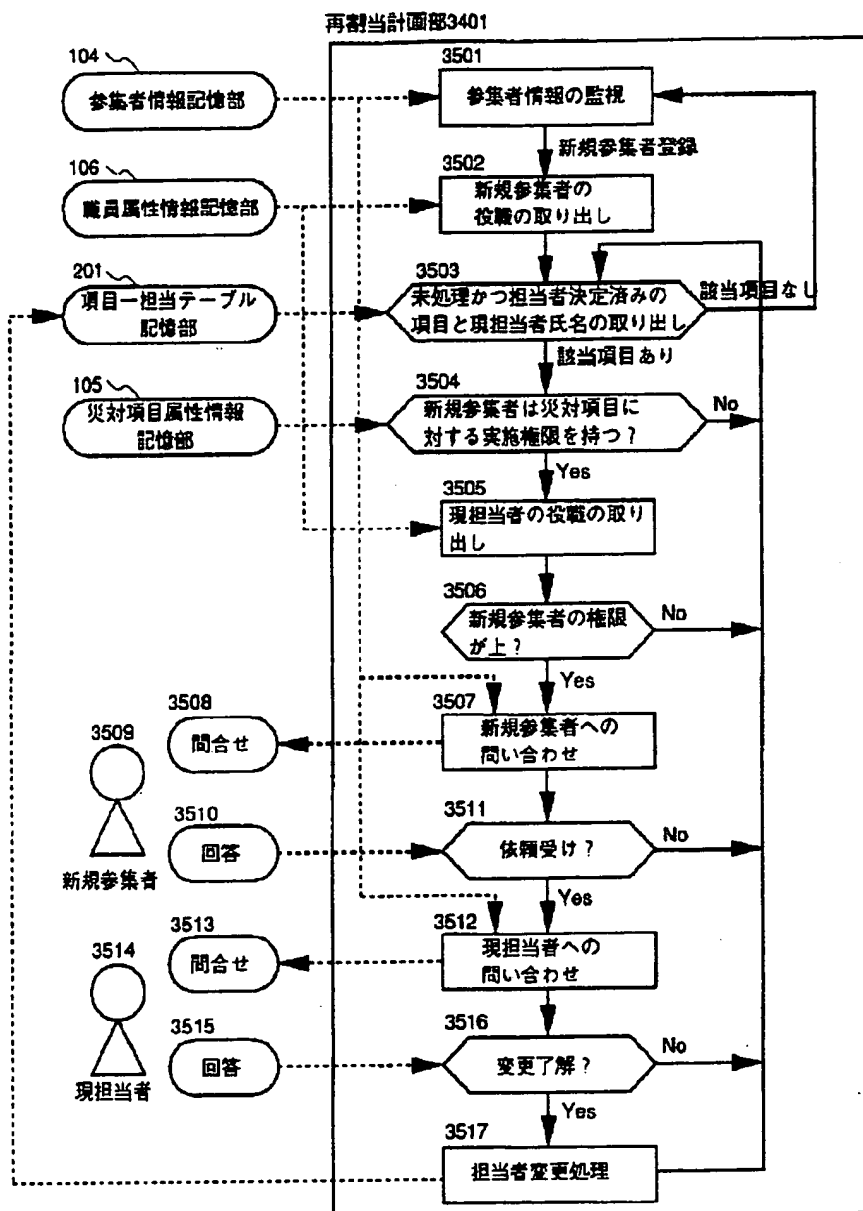 再割当計画部3401
104
参集者情報記憶部
3501
参集者情報の監視
新規参集者登録
106
職員属性情報記憶部
3502
新規参集者の
役職の取り出し
201
項目ー担当テーブル
記憶部
3503
未処理かつ担当者決定済みの
項目と現担当者氏名の取り出し
該当項目なし
該当項目あり
105
災対項目属性情報
記憶部
3504
新規参集者は災対項目に
対する実施権限を持つ？
No
Yes
3505
現担当者の役職の取り
出し
3506
新規参集者の権限
が上？
No
Yes
3507
新規参集者への
問い合わせ
3508
問合せ
3509
新規参集者
3510
回答
3511
依頼受け？
No
Yes
3512
現担当者への
問い合わせ
3513
問合せ
3514
現担当者
3515
回答
3516
変更了解？
No
Yes
3517
担当者変更処理